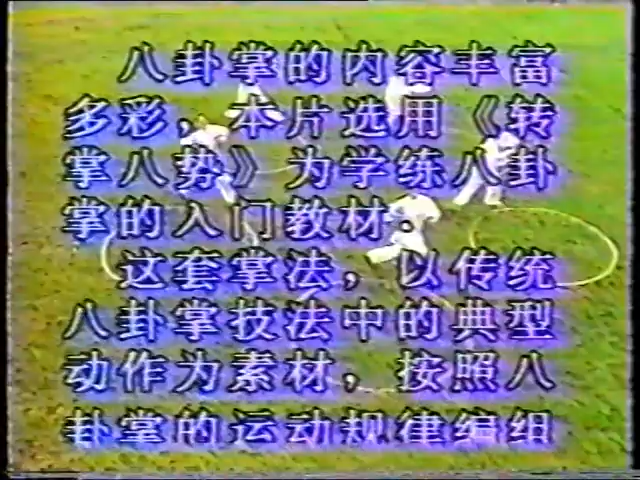 八卦掌的内容丰富
多彩，本片选用《转
掌八势》为学练八卦
掌的入门教材。
这套掌法，以传统
八卦掌技法中的典型
动作为素材，按照八
卦掌的运动规律编组